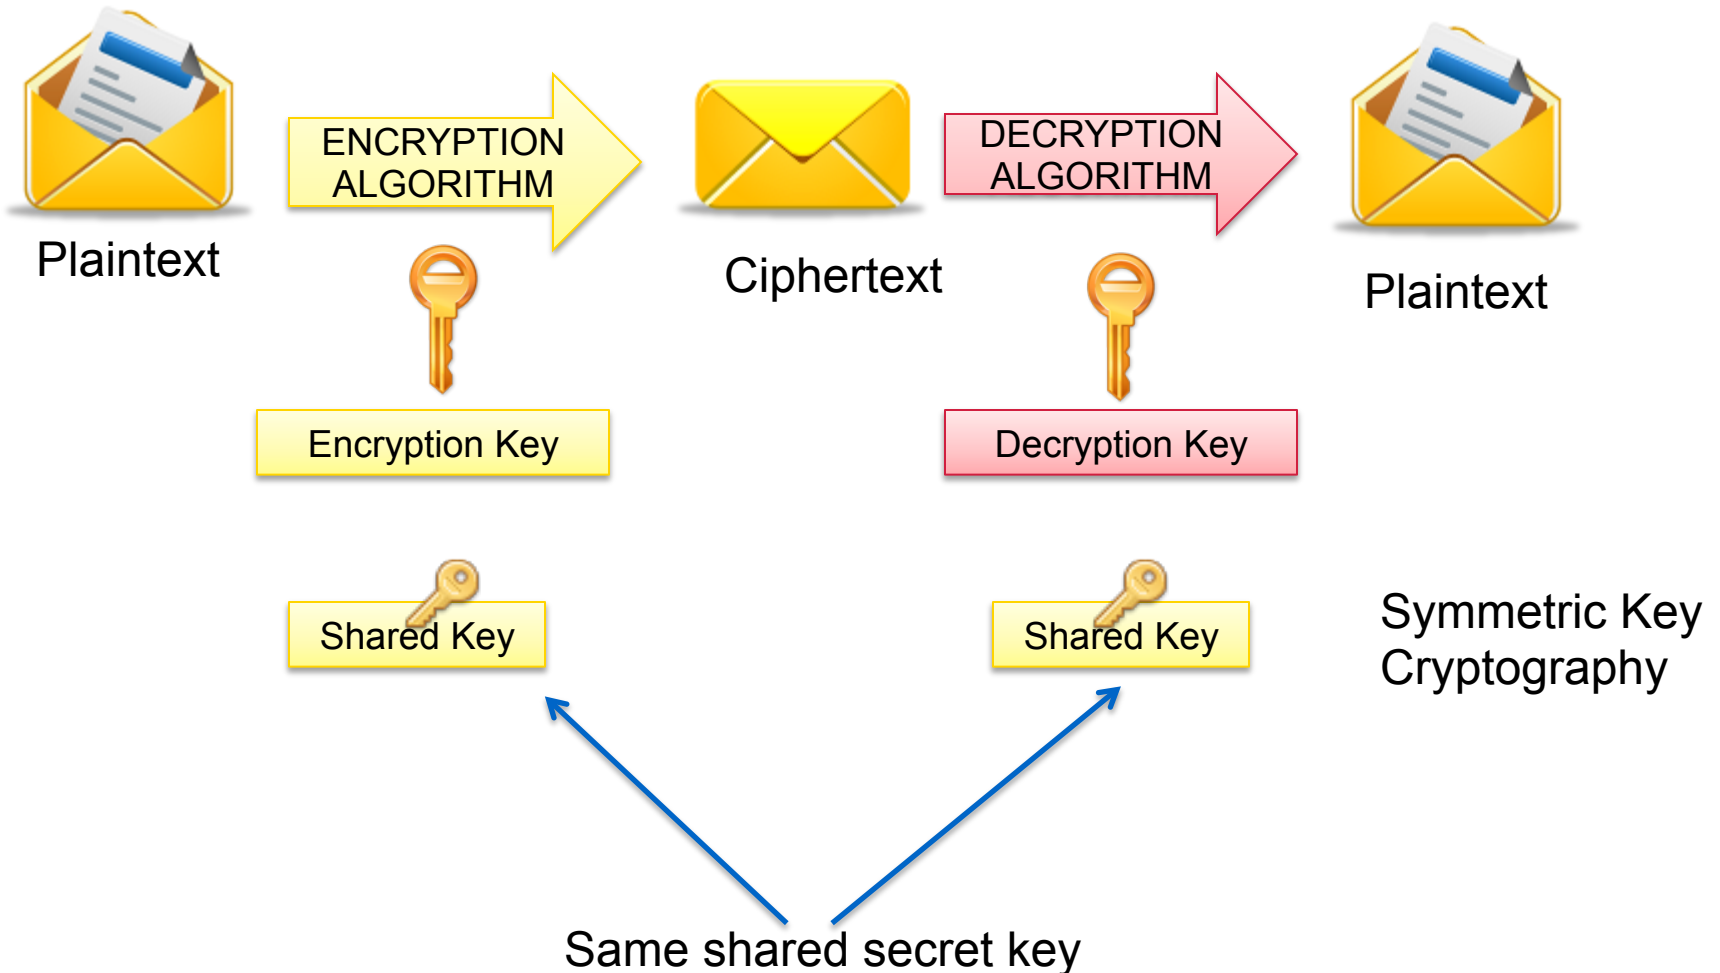 ENCRYPTION
ALGORITHM
DECRYPTION
ALGORITHM
Plaintext
Ciphertext
Plaintext
Encryption Key
Decryption Key
Shared Key
Shared Key
Symmetric Key
Cryptography
Same shared secret key